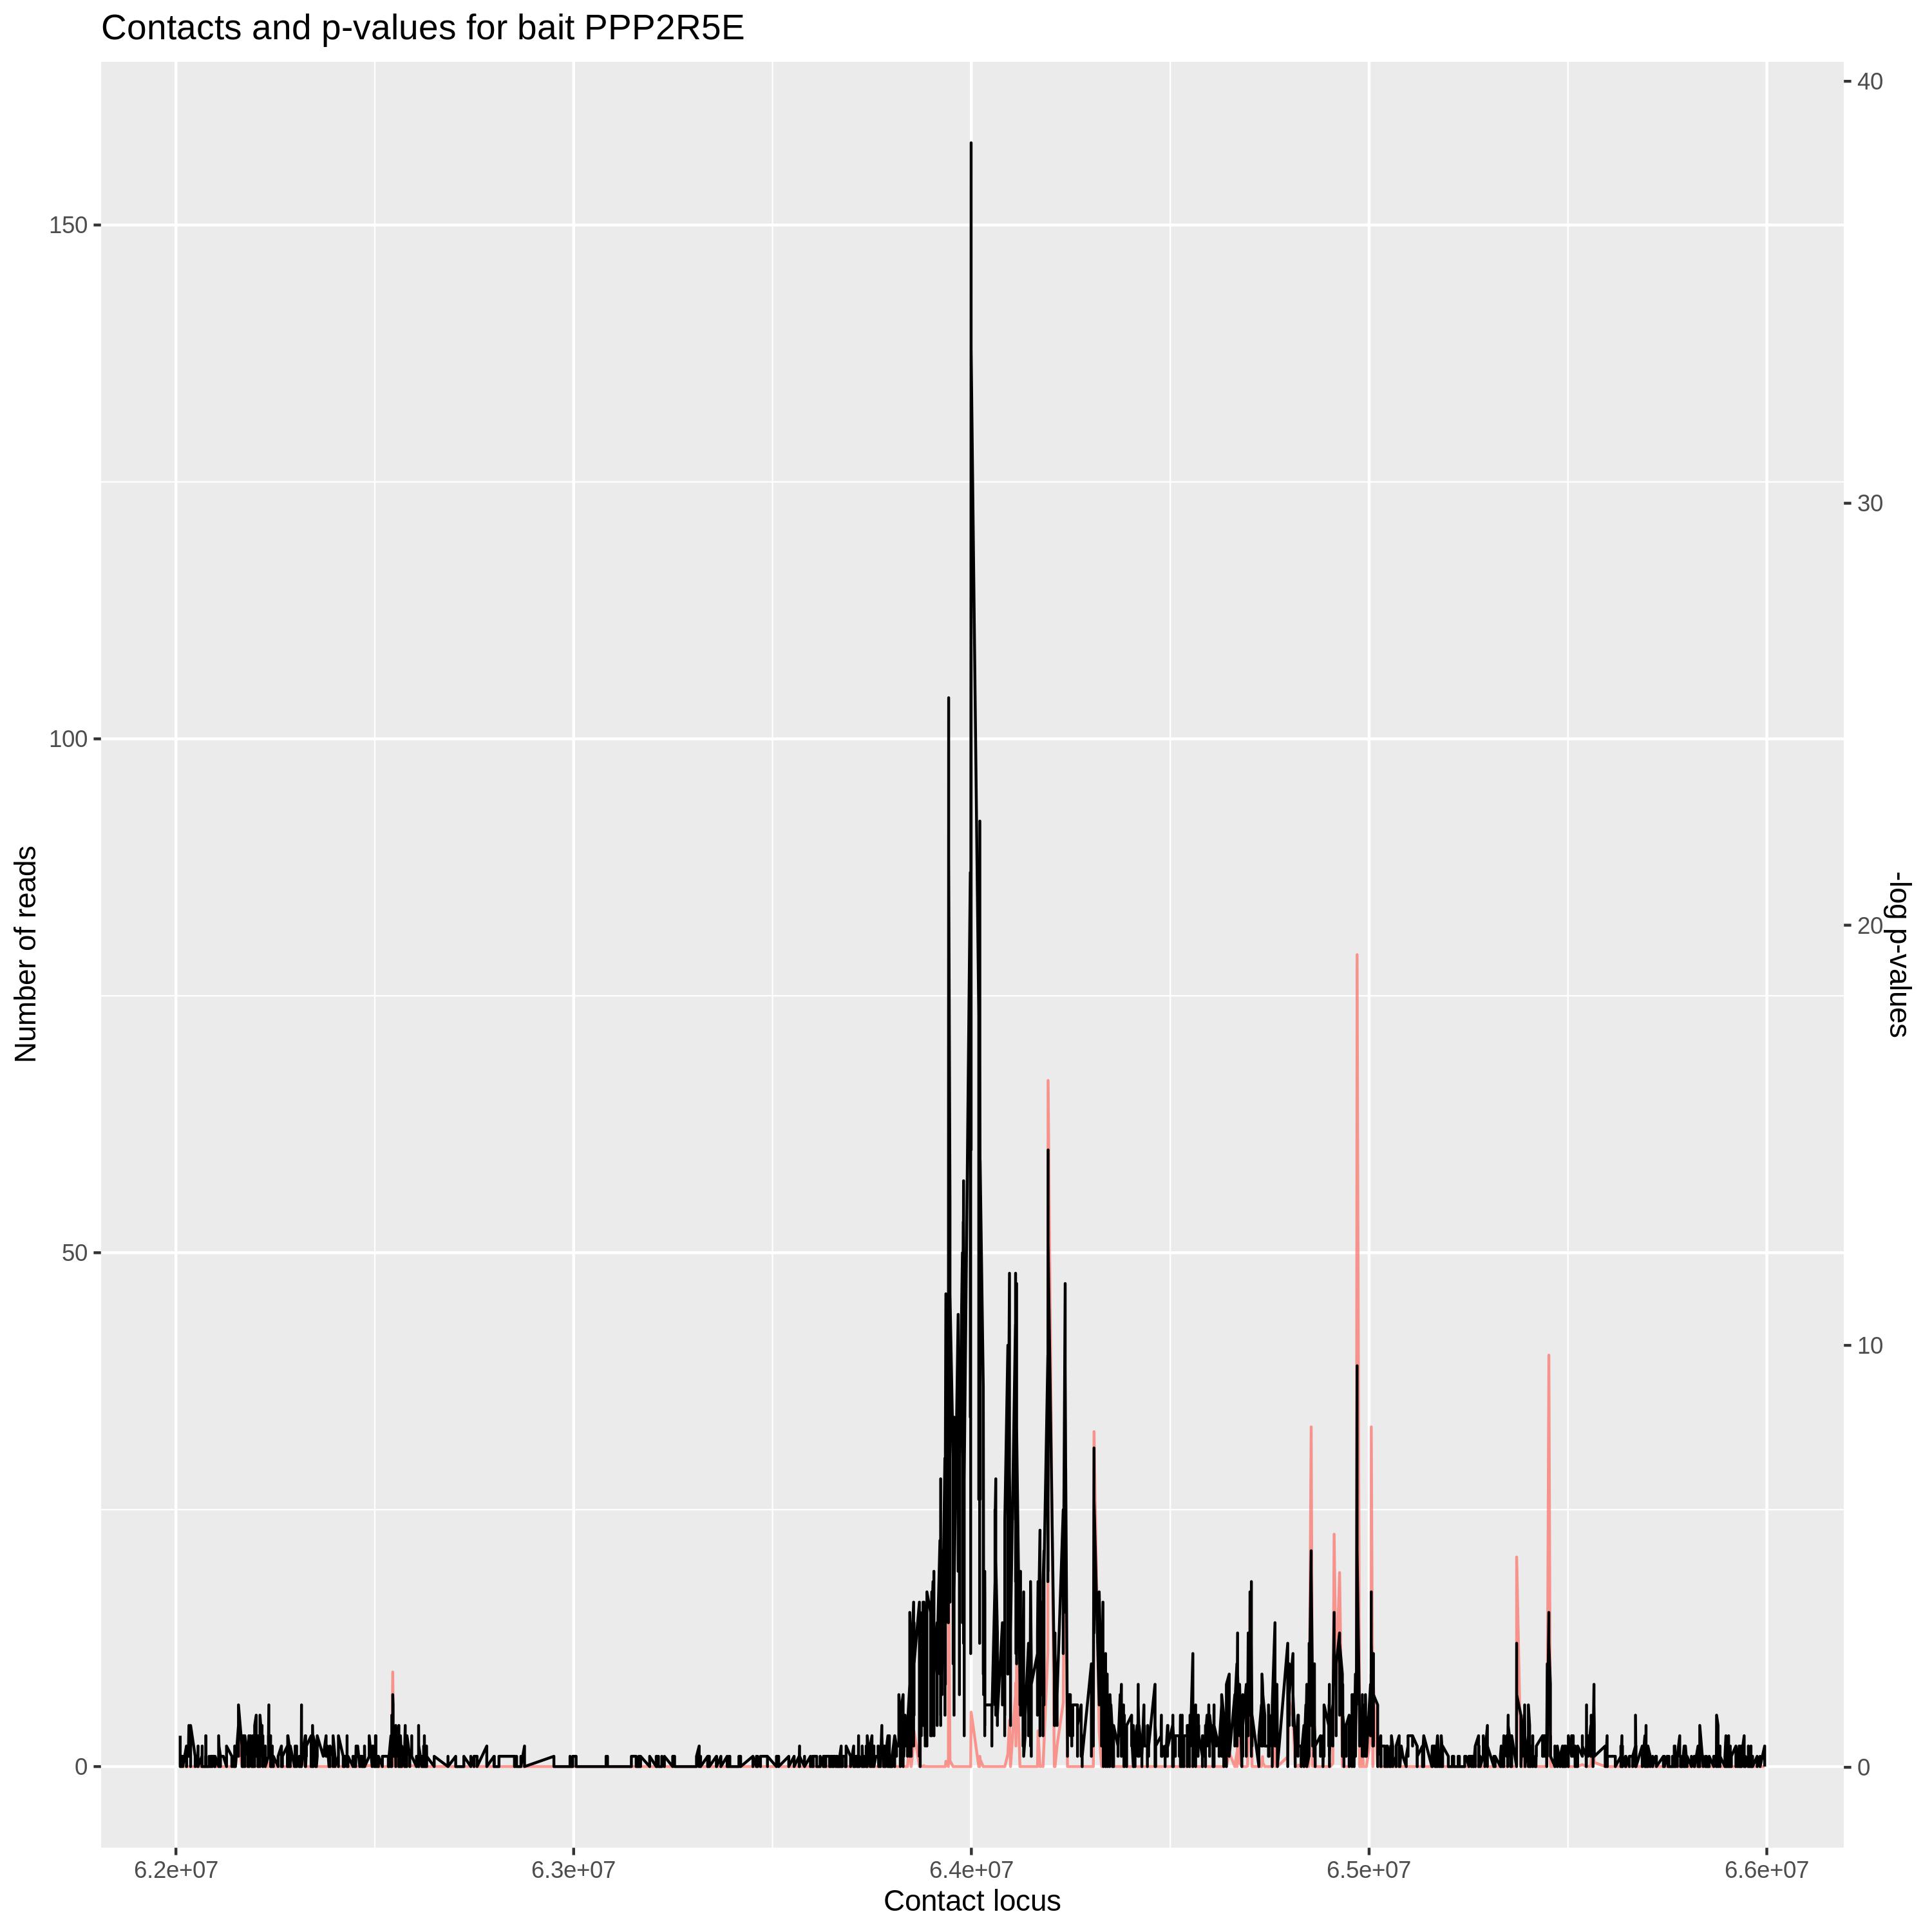 Contacts and p-values for bait PPP2R5E
40
150
30
100
Number of reads
-log p-values
20
50
10
0
0
6.2e+07
6.3e+07
6.4e+07
6.5e+07
6.6e+07
Contact locus